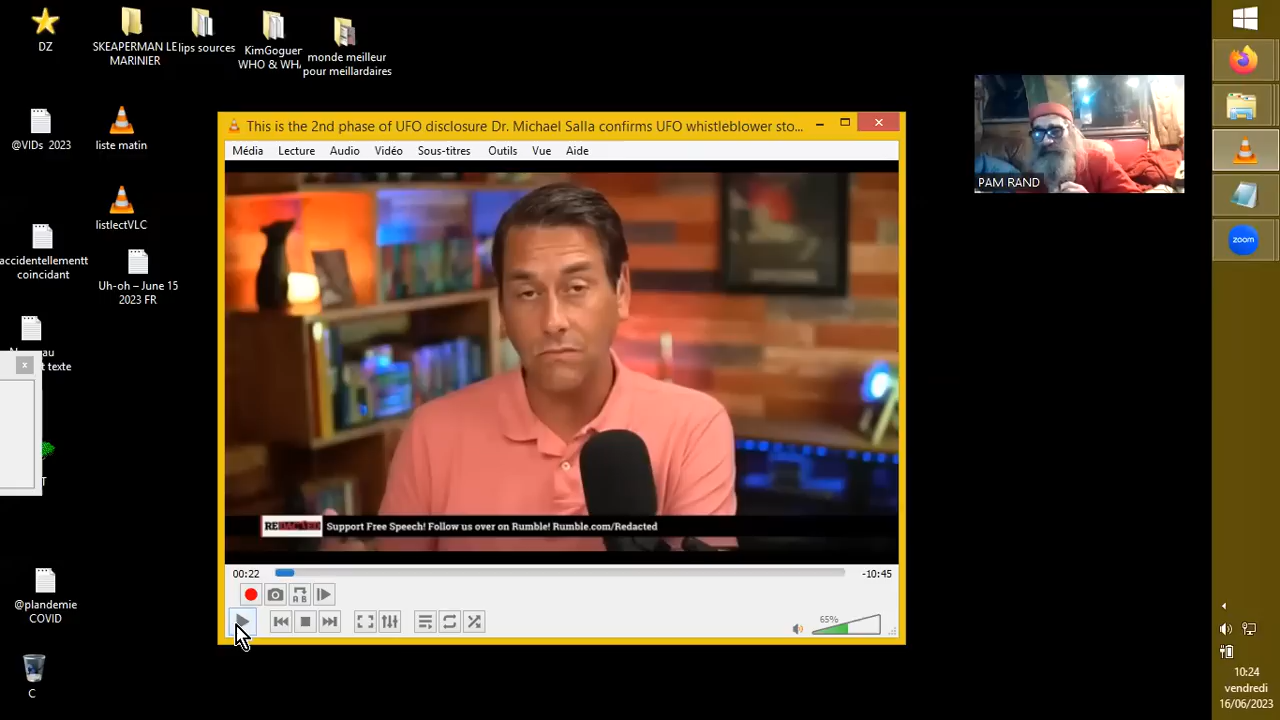 DZ
SKEAPERMAN LE
MARINIER
lips sources
KimGoguer
WHO & WH
monde meilleur
pour meillardaires
@VIDs 2023
liste matin
listlectVLC
accidentellementt
coincidant
Uh-oh – June 15
2023 FR
au
t texte
x
T
@plandemie
COVID
C
This is the 2nd phase of UFO disclosure Dr. Michael Salla confirms UFO whistleblower sto...
Média Lecture Audio Vidéo Sous-titres Outils Vue Aide
REDACTED Support Free Speech! Follow us over on Rumble! Rumble.com/Redacted
00:22 -10:45
A B
65%
PAM RAND
zoom
10:24
vendredi
16/06/2023